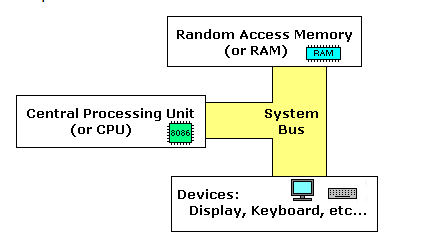 Random Access Memory
(or RAM)
RAM
Central Processing Unit
(or CPU)
8086
System
Bus
Devices:
Display, Keyboard, etc...